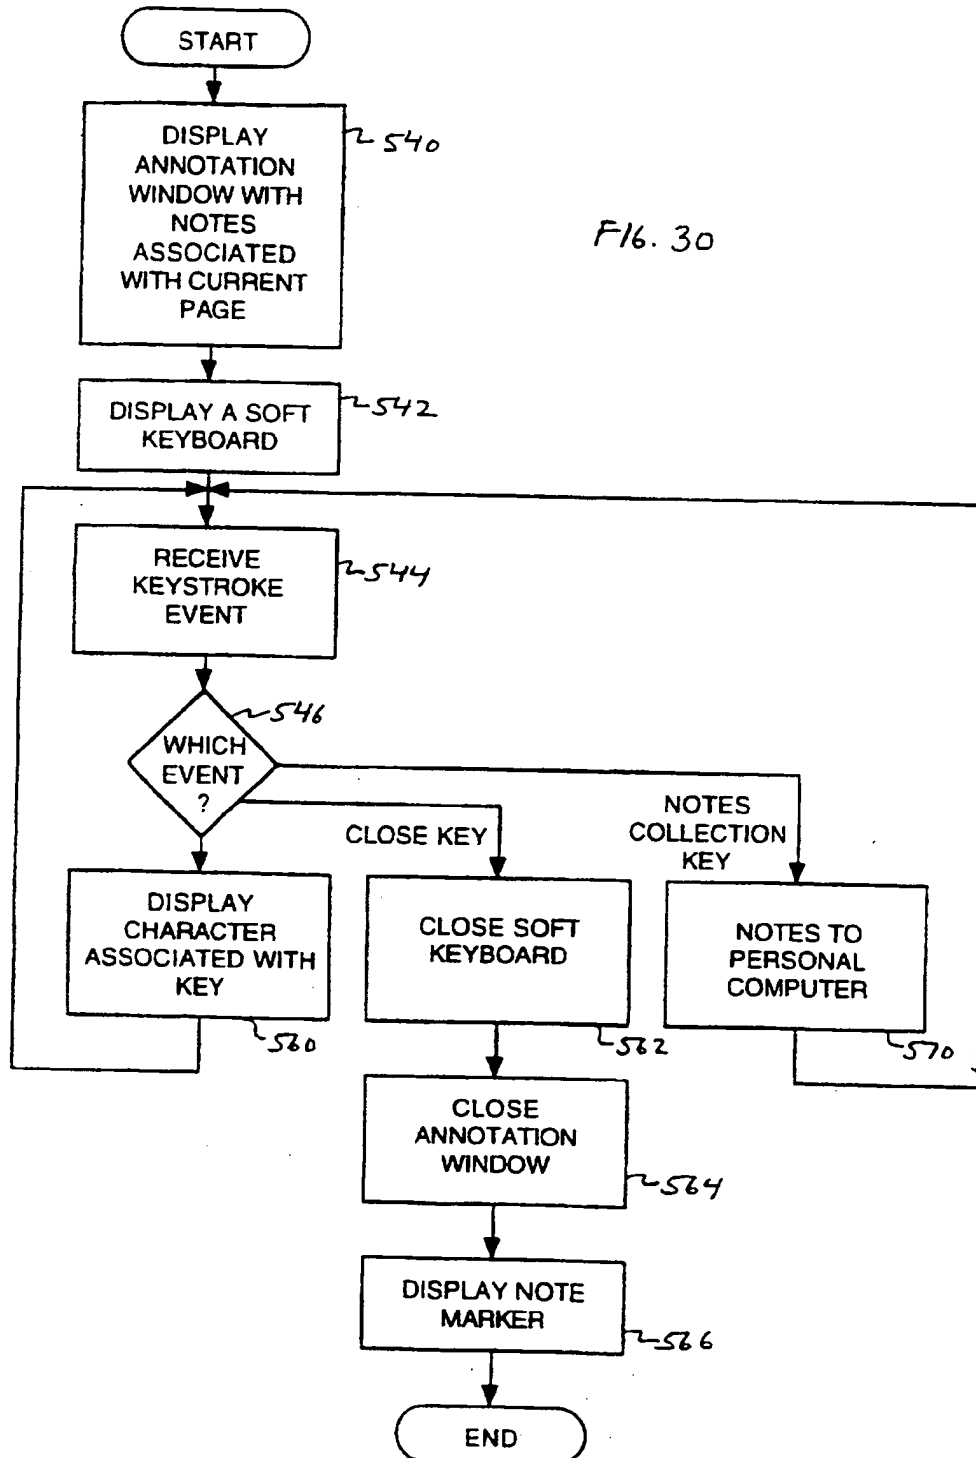 START
DISPLAY
ANNOTATION
WINDOW WITH
NOTES
ASSOCIATED
WITH CURRENT
PAGE
540
FIG. 30
DISPLAY A SOFT
KEYBOARD
542
RECEIVE
KEYSTROKE
EVENT
544
WHICH
EVENT
?
546
CLOSE KEY
NOTES
COLLECTION
KEY
DISPLAY
CHARACTER
ASSOCIATED WITH
KEY
560
CLOSE SOFT
KEYBOARD
562
NOTES TO
PERSONAL
COMPUTER
570
CLOSE
ANNOTATION
WINDOW
564
DISPLAY NOTE
MARKER
566
END